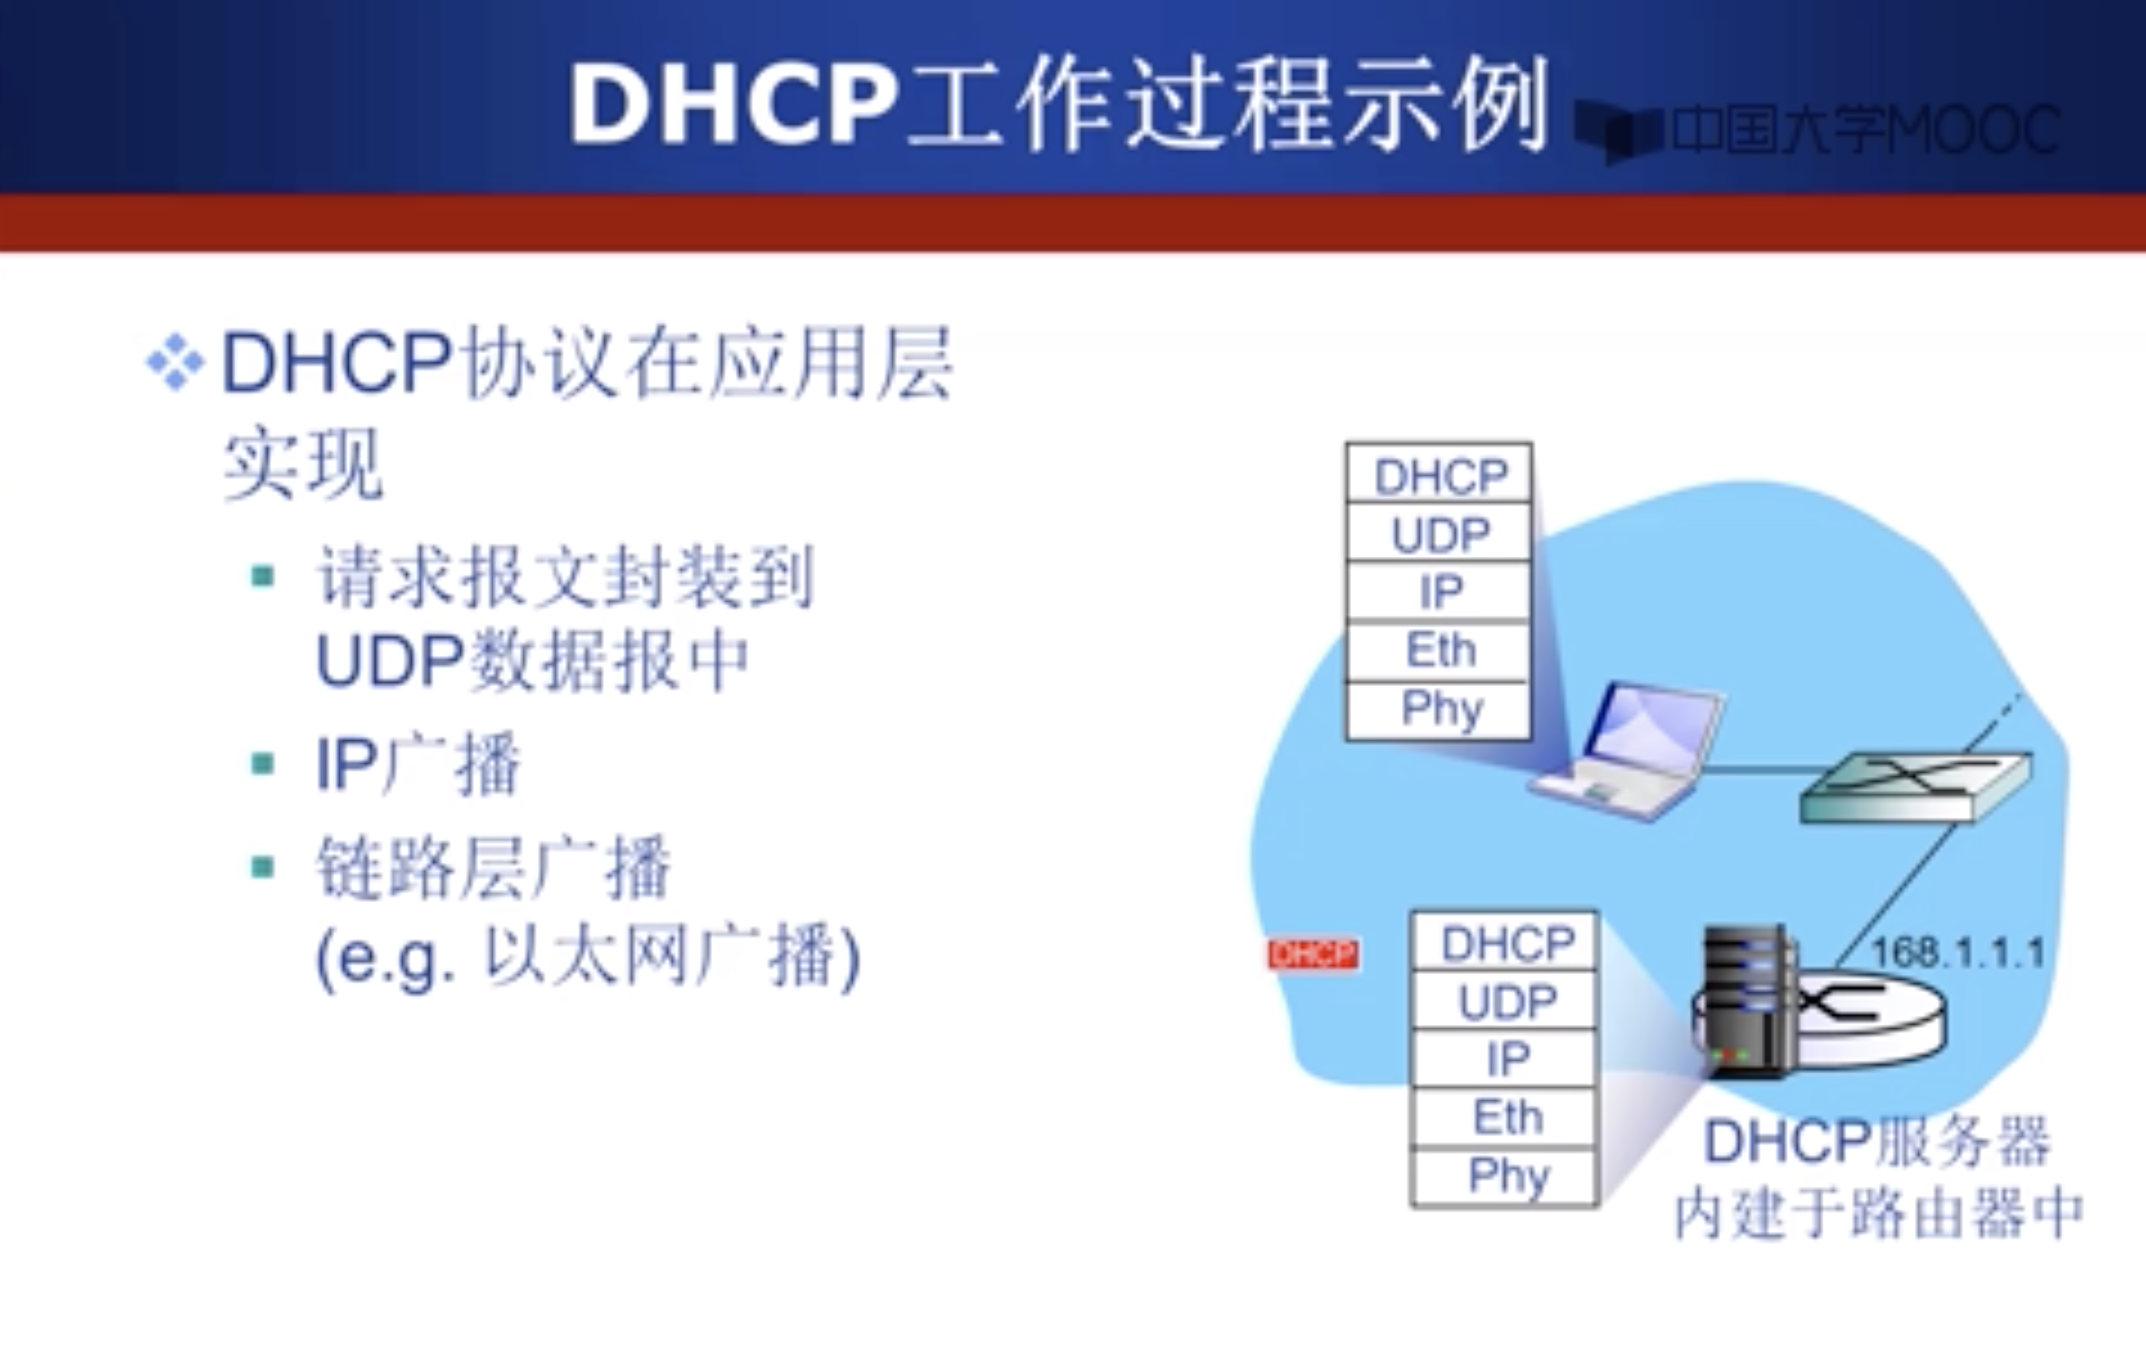 DHCP工作过程示例
中国大学MOOC
DHCP协议在应用层
实现
请求报文封装到
UDP数据报中
IP广播
链路层广播
(e.g. 以太网广播)
DHCP
UDP
IP
Eth
Phy
DHCP
DHCP
UDP
IP
Eth
Phy
168.1.1.1
DHCP服务器
内建于路由器中